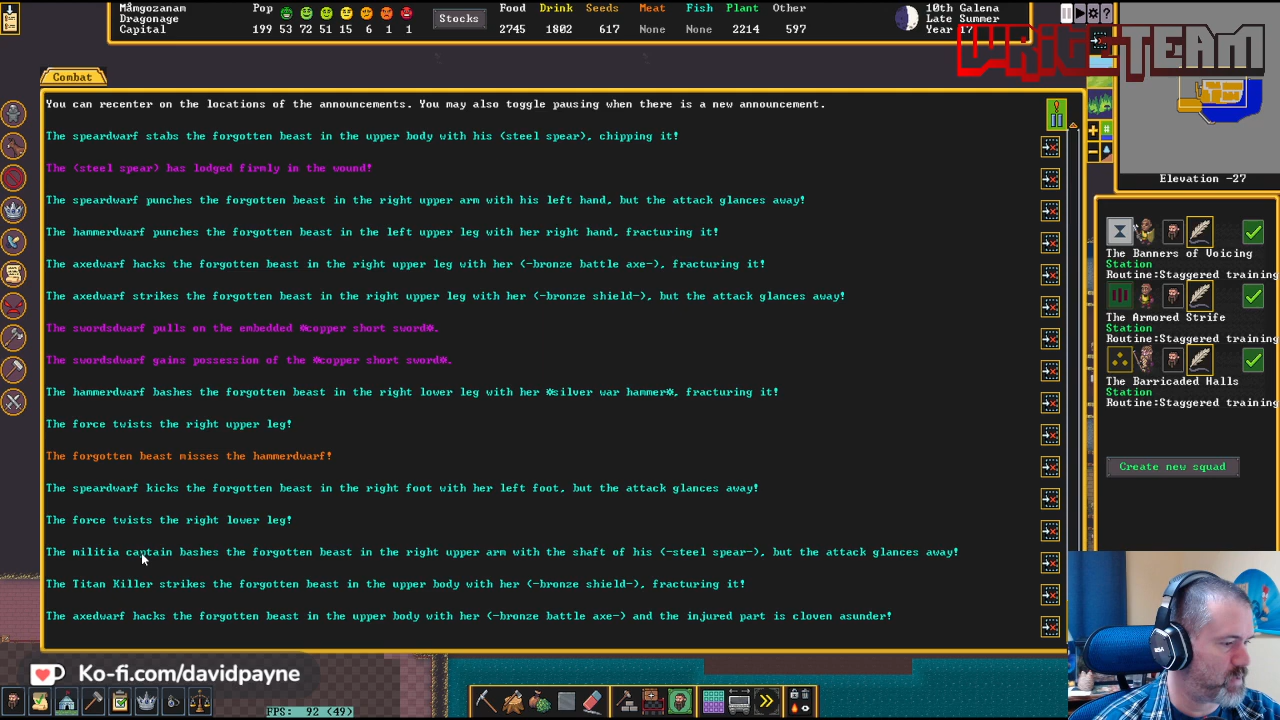 Mâmgozanam
Dragonage
Capital
Pop
199 53 72 51 15 6 1 1
Stocks
Food Drink Seeds Meat Fish Plant Other
2745 1802 617 None None 2214 597
10th Galena
Late Summer
Year 17
WRITETEAM
Combat
You can recenter on the locations of the announcements. You may also toggle pausing when there is a new announcement.
The speardwarf stabs the forgotten beast in the upper body with his (steel spear), chipping it!
The (steel spear) has lodged firmly in the wound!
The speardwarf punches the forgotten beast in the right upper arm with his left hand, but the attack glances away!
The hammerdwarf punches the forgotten beast in the left upper leg with her right hand, fracturing it!
The axedwarf hacks the forgotten beast in the right upper leg with her (-bronze battle axe-), fracturing it!
The axedwarf strikes the forgotten beast in the right upper leg with her (-bronze shield-), but the attack glances away!
The swordsdwarf pulls on the embedded *copper short sword*.
The swordsdwarf gains possession of the *copper short sword*.
The hammerdwarf bashes the forgotten beast in the right lower leg with her *silver war hammer*, fracturing it!
The force twists the right upper leg!
The forgotten beast misses the hammerdwarf!
The speardwarf kicks the forgotten beast in the right foot with her left foot, but the attack glances away!
The force twists the right lower leg!
The militia captain bashes the forgotten beast in the right upper arm with the shaft of his (-steel spear-), but the attack glances away!
The Titan Killer strikes the forgotten beast in the upper body with her (-bronze shield-), fracturing it!
The axedwarf hacks the forgotten beast in the upper body with her (-bronze battle axe-) and the injured part is cloven asunder!
Elevation -27
The Banners of Voicing
Station
Routine:Staggered training
The Armored Strife
Station
Routine:Staggered training
The Barricaded Halls
Station
Routine:Staggered training
Create new squad
Ko-fi.com/davidpayne
FPS: 92 (49)